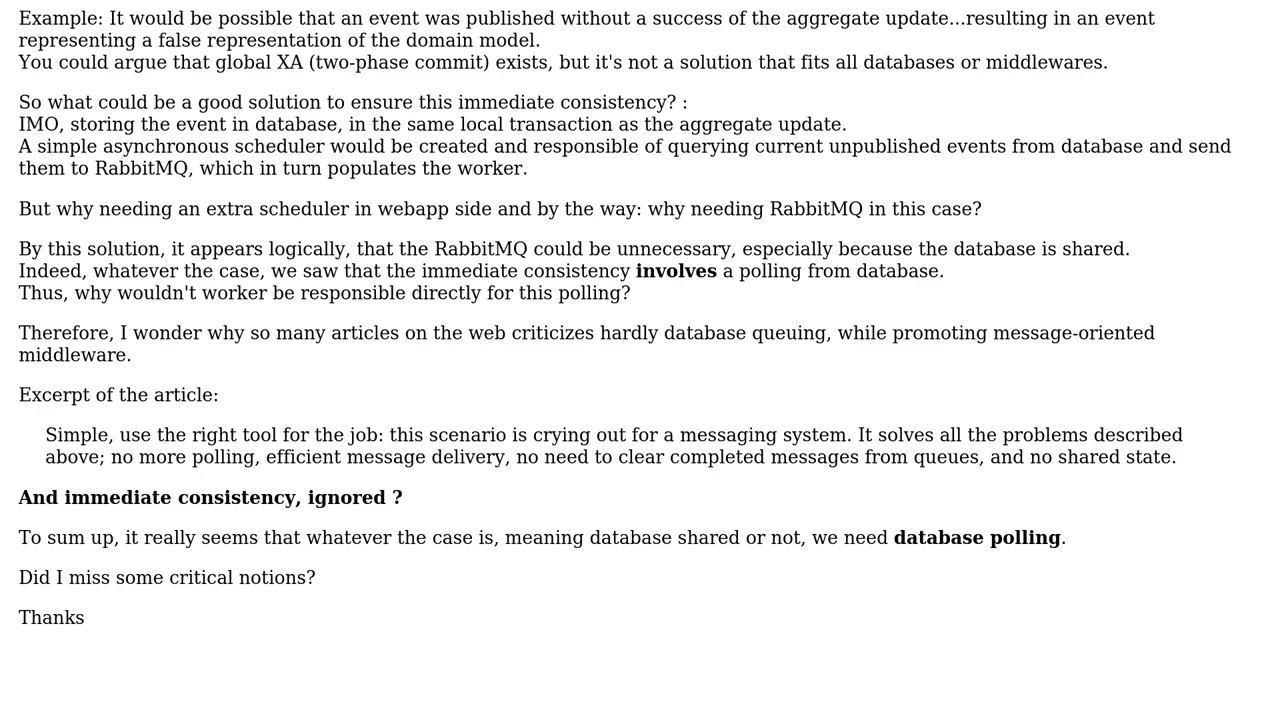 Example: It would be possible that an event was published without a success of the aggregate update...resulting in an event
representing a false representation of the domain model.
You could argue that global XA (two-phase commit) exists, but it's not a solution that fits all databases or middlewares.
So what could be a good solution to ensure this immediate consistency? :
IMO, storing the event in database, in the same local transaction as the aggregate update.
A simple asynchronous scheduler would be created and responsible of querying current unpublished events from database and send
them to RabbitMQ, which in turn populates the worker.
But why needing an extra scheduler in webapp side and by the way: why needing RabbitMQ in this case?
By this solution, it appears logically, that the RabbitMQ could be unnecessary, especially because the database is shared.
Indeed, whatever the case, we saw that the immediate consistency involves a polling from database.
Thus, why wouldn't worker be responsible directly for this polling?
Therefore, I wonder why so many articles on the web criticizes hardly database queuing, while promoting message-oriented
middleware.
Excerpt of the article:
Simple, use the right tool for the job: this scenario is crying out for a messaging system. It solves all the problems described
above; no more polling, efficient message delivery, no need to clear completed messages from queues, and no shared state.
And immediate consistency, ignored ?
To sum up, it really seems that whatever the case is, meaning database shared or not, we need database polling.
Did I miss some critical notions?
Thanks